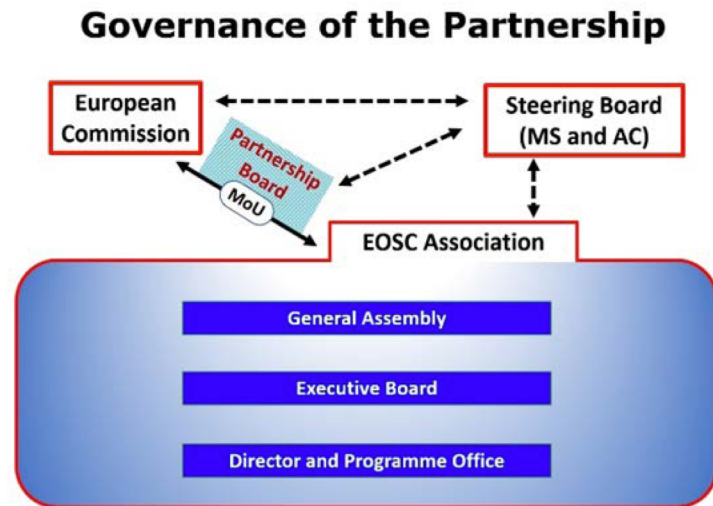 Governance of the Partnership
European
Commission
Steering Board
(MS and AC)
Partnership
Board
MoU
EOSC Association
General Assembly
Executive Board
Director and Programme Office